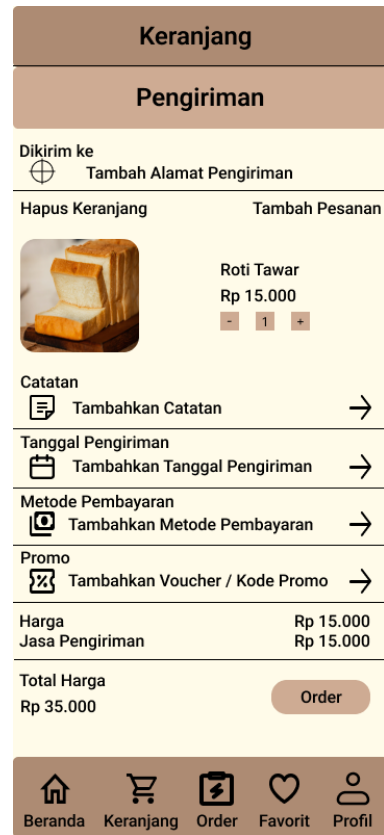 Keranjang
Pengiriman
Dikirim ke
Tambah Alamat Pengiriman
Hapus Keranjang Tambah Pesanan
Roti Tawar
Rp 15.000
- 1 +
Catatan
Tambahkan Catatan
Tanggal Pengiriman
Tambahkan Tanggal Pengiriman
Metode Pembayaran
Tambahkan Metode Pembayaran
Promo
Tambahkan Voucher / Kode Promo
Harga Rp 15.000
Jasa Pengiriman Rp 15.000
Total Harga
Rp 35.000
Order
Beranda Keranjang Order Favorit Profil